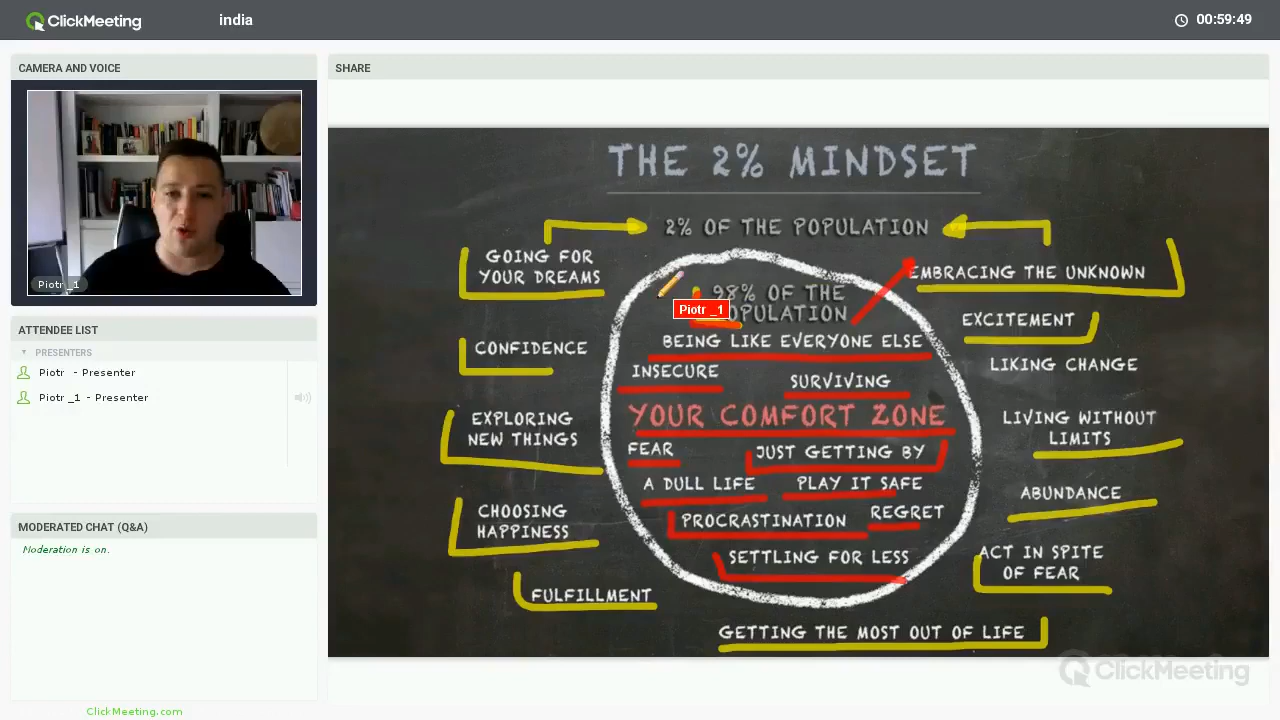 ClickMeeting
india
00:59:49
CAMERA AND VOICE
Piotr _1
ATTENDEE LIST
PRESENTERS
Piotr - Presenter
Piotr _1 - Presenter
MODERATED CHAT (Q&A)
Moderation is on.
ClickMeeting.com
SHARE
THE 2% MINDSET
2% OF THE POPULATION
GOING FOR
YOUR DREAMS
CONFIDENCE
EXPLORING
NEW THINGS
CHOOSING
HAPPINESS
FULFILLMENT
98% OF THE
POPULATION
Piotr _1
BEING LIKE EVERYONE ELSE
INSECURE
SURVIVING
YOUR COMFORT ZONE
FEAR
JUST GETTING BY
A DULL LIFE
PLAY IT SAFE
PROCRASTINATION
REGRET
SETTLING FOR LESS
EMBRACING THE UNKNOWN
EXCITEMENT
LIKING CHANGE
LIVING WITHOUT
LIMITS
ABUNDANCE
ACT IN SPITE
OF FEAR
GETTING THE MOST OUT OF LIFE
ClickMeeting